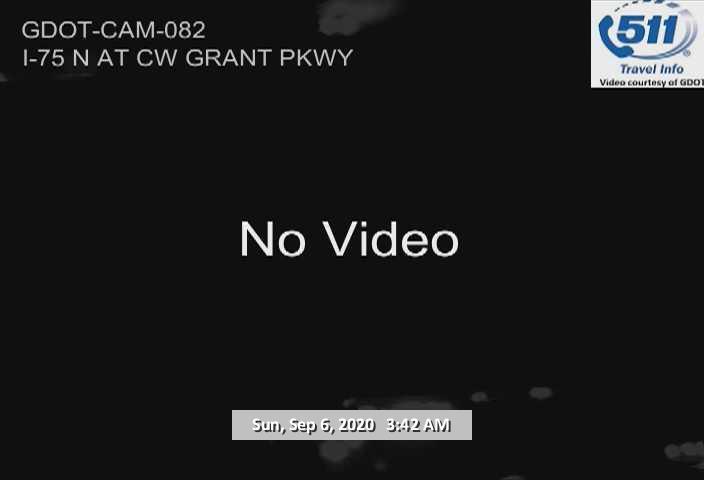 GDOT-CAM-082
I-75 N AT CW GRANT PKWY
511
Travel Info
Video courtesy of GDOT
No Video
Sun, Sep 6, 2020 3:42 AM